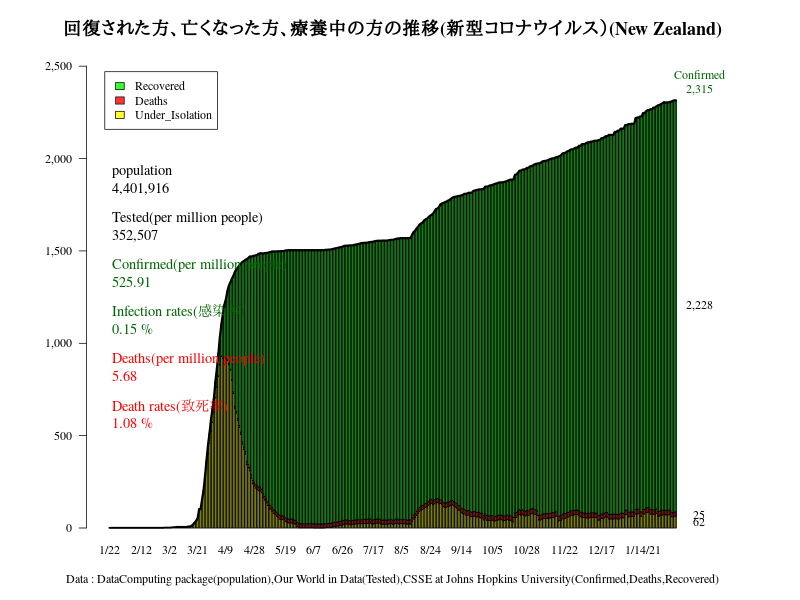 回復された方、亡くなった方、療養中の方の推移(新型コロナウイルス）(New Zealand)
2,500
Confirmed
2,315
Recovered
Deaths
Under_Isolation
2,000
population
4,401,916
Tested(per million people)
352,507
1,500
Confirmed(per million people)
525.91
2,228
Infection rates(感染率)
0.15 %
1,000
Deaths(per million people)
5.68
Death rates(致死率)
1.08 %
500
25
62
0
1/22 2/12 3/2 3/21 4/9 4/28 5/19 6/7 6/26 7/17 8/5 8/24 9/14 10/5 10/28 11/22 12/17 1/14/21
Data : DataComputing package(population),Our World in Data(Tested),CSSE at Johns Hopkins University(Confirmed,Deaths,Recovered)